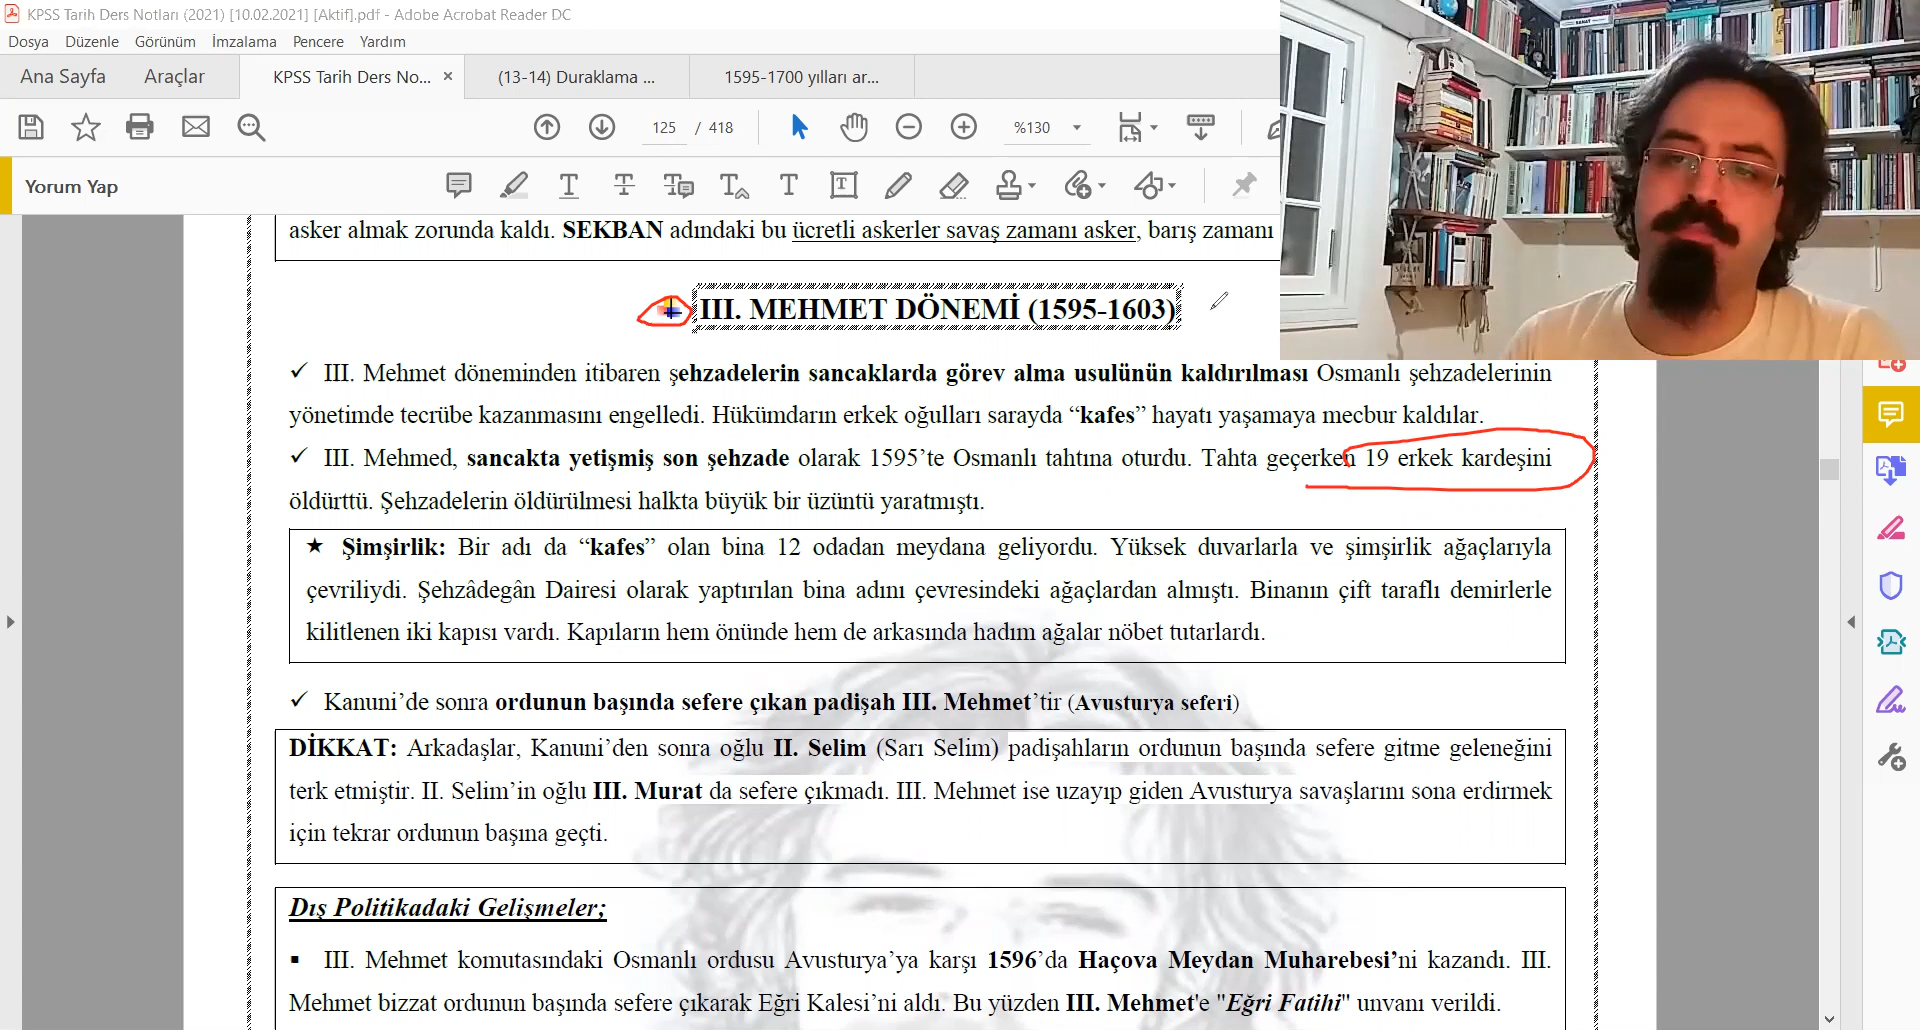 KPSS Tarih Ders Notları (2021) [10.02.2021] [Aktif].pdf - Adobe Acrobat Reader DC
Dosya Düzenle Görünüm İmzalama Pencere Yardım
Ana Sayfa Araçlar KPSS Tarih Ders No... × (13-14) Duraklama ... 1595-1700 yılları ar...
125 / 418 %130
Yorum Yap
asker almak zorunda kaldı. SEKBAN adındaki bu ücretli askerler savaş zamanı asker, barış zamanı
III. MEHMET DÖNEMİ (1595-1603)
✓ III. Mehmet döneminden itibaren şehzadelerin sancaklarda görev alma usulünün kaldırılması Osmanlı şehzadelerinin
yönetimde tecrübe kazanmasını engelledi. Hükümdarın erkek oğulları sarayda “kafes” hayatı yaşamaya mecbur kaldılar.
✓ III. Mehmed, sancakta yetişmiş son şehzade olarak 1595’te Osmanlı tahtına oturdu. Tahta geçerken 19 erkek kardeşini
öldürttü. Şehzadelerin öldürülmesi halkta büyük bir üzüntü yaratmıştı.
★ Şimşirlik: Bir adı da “kafes” olan bina 12 odadan meydana geliyordu. Yüksek duvarlarla ve şimşirlik ağaçlarıyla
çevriliydi. Şehzâdegân Dairesi olarak yaptırılan bina adını çevresindeki ağaçlardan almıştı. Binanın çift taraflı demirlerle
kilitlenen iki kapısı vardı. Kapıların hem önünde hem de arkasında hadım ağalar nöbet tutarlardı.
✓ Kanuni’de sonra ordunun başında sefere çıkan padişah III. Mehmet’tir (Avusturya seferi)
DİKKAT: Arkadaşlar, Kanuni’den sonra oğlu II. Selim (Sarı Selim) padişahların ordunun başında sefere gitme geleneğini
terk etmiştir. II. Selim’in oğlu III. Murat da sefere çıkmadı. III. Mehmet ise uzayıp giden Avusturya savaşlarını sona erdirmek
için tekrar ordunun başına geçti.
Dış Politikadaki Gelişmeler;
▪ III. Mehmet komutasındaki Osmanlı ordusu Avusturya’ya karşı 1596’da Haçova Meydan Muharebesi’ni kazandı. III.
Mehmet bizzat ordunun başında sefere çıkarak Eğri Kalesi’ni aldı. Bu yüzden III. Mehmet'e "Eğri Fatihi" unvanı verildi.